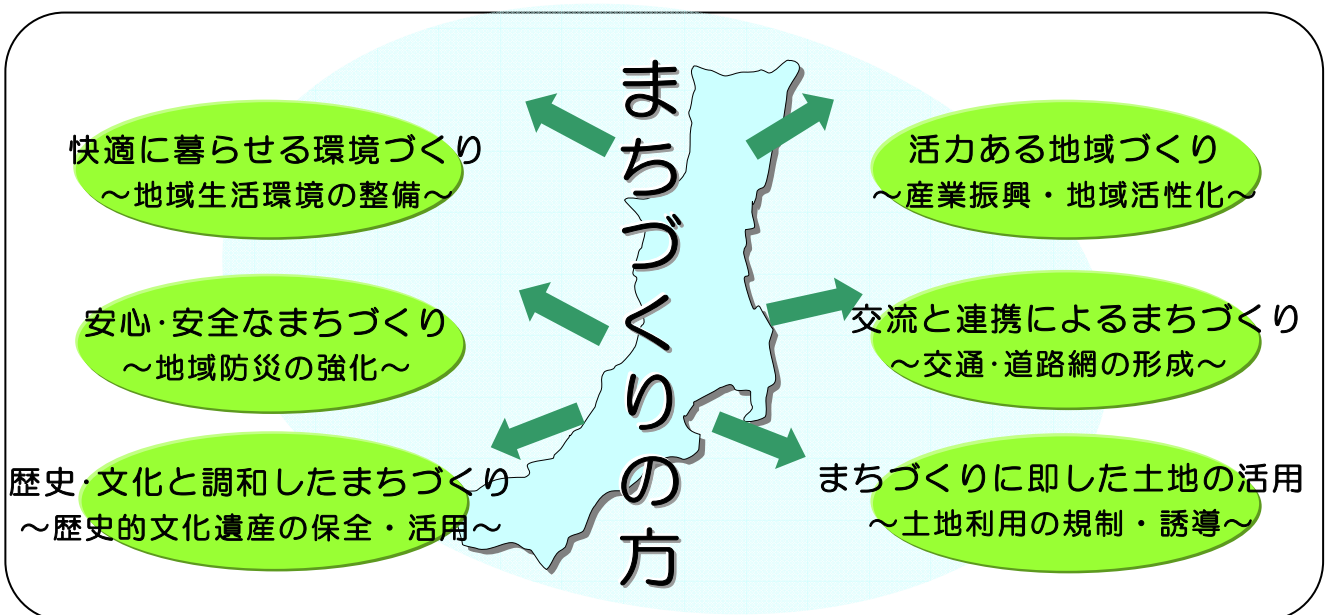 まちづくりの方
快適に暮らせる環境づくり
～地域生活環境の整備～
安心･安全なまちづくり
～地域防災の強化～
歴史･文化と調和したまちづくり
～歴史的文化遺産の保全・活用～
活力ある地域づくり
～産業振興・地域活性化～
交流と連携によるまちづくり
～交通･道路網の形成～
まちづくりに即した土地の活用
～土地利用の規制・誘導～